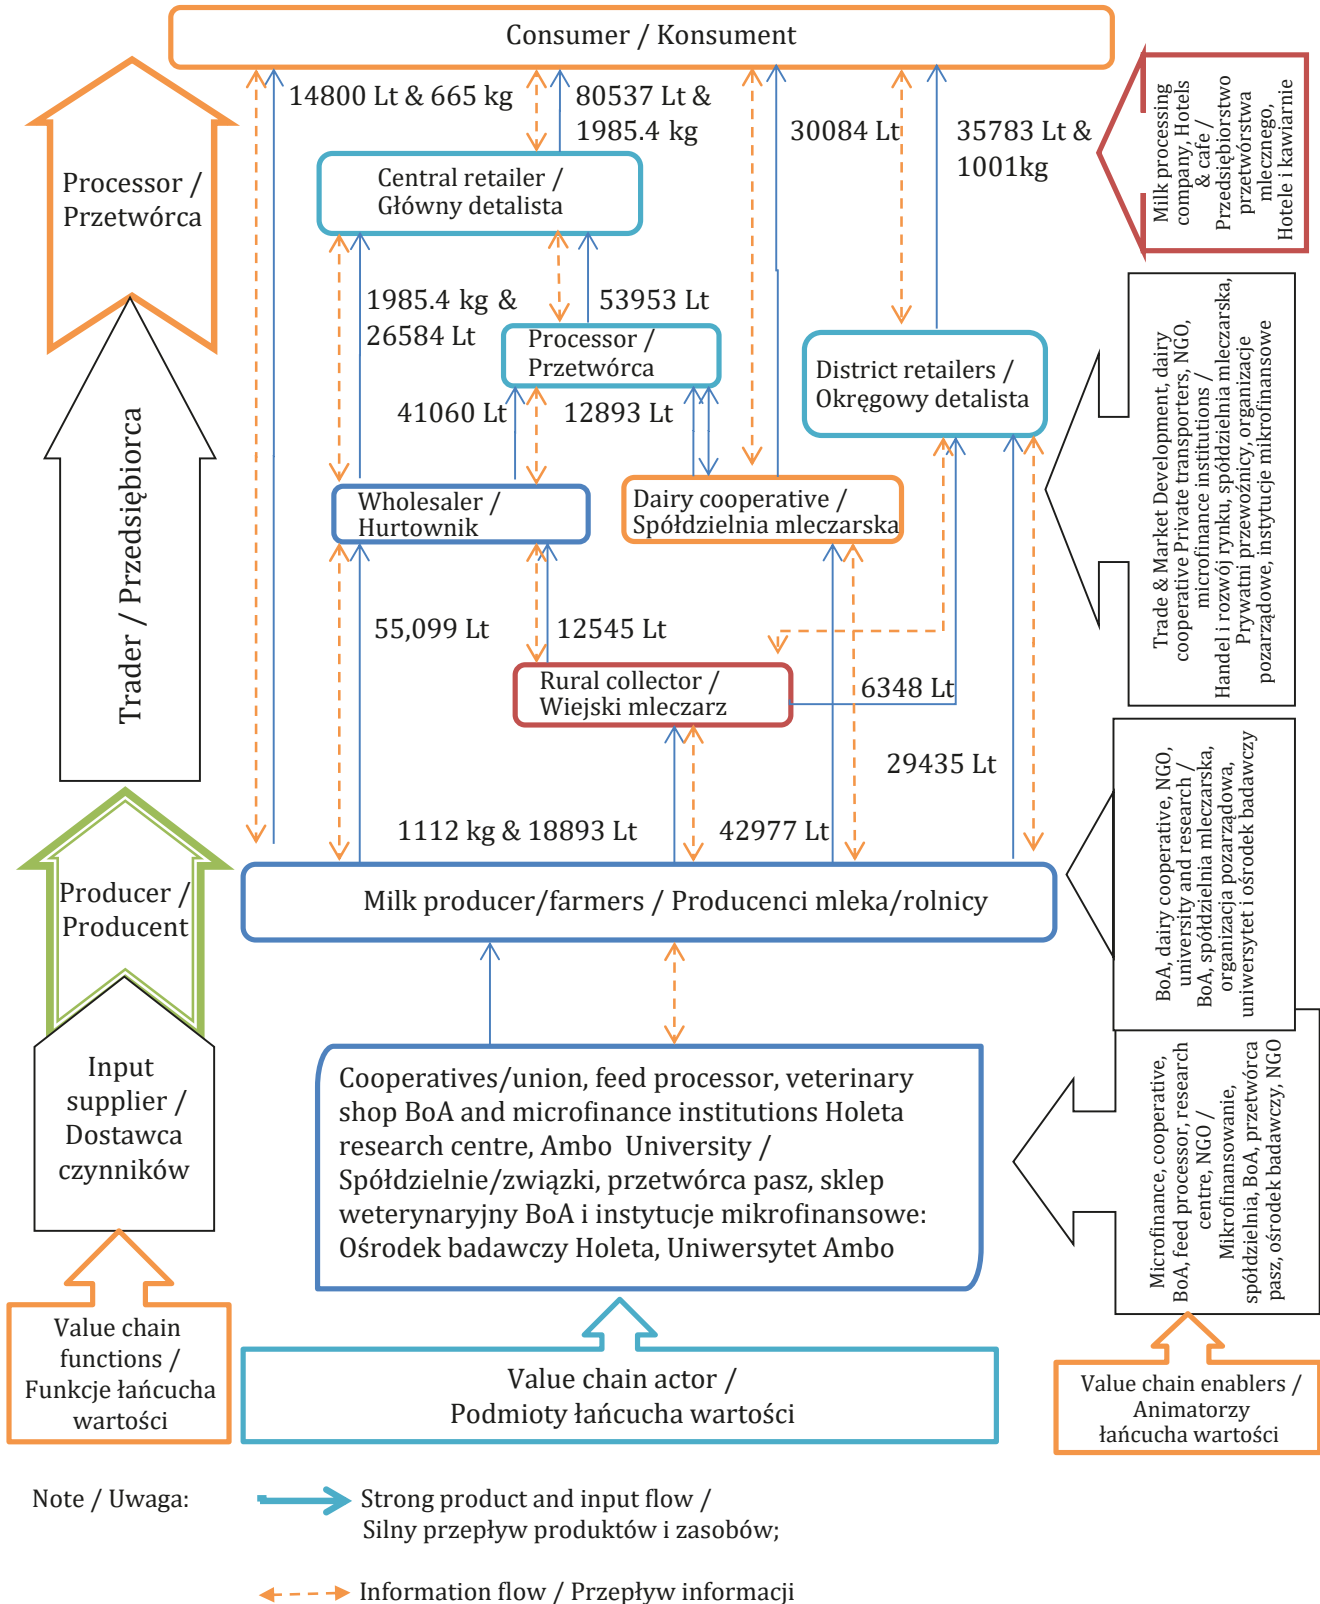 Consumer / Konsument
14800 Lt & 665 kg
80537 Lt &
1985.4 kg
30084 Lt
35783 Lt &
1001kg
Central retailer /
Główny detalista
1985.4 kg &
26584 Lt
53953 Lt
Processor /
Przetwórca
District retailers /
Okręgowy detalista
41060 Lt
12893 Lt
Wholesaler /
Hurtownik
Dairy cooperative /
Spółdzielnia mleczarska
55,099 Lt
12545 Lt
Rural collector /
Wiejski mleczarz
6348 Lt
29435 Lt
1112 kg & 18893 Lt
42977 Lt
Milk producer/farmers / Producenci mleka/rolnicy
Cooperatives/union, feed processor, veterinary
shop BoA and microfinance institutions Holeta
research centre, Ambo University /
Spółdzielnie/związki, przetwórca pasz, sklep
weterynaryjny BoA i instytucje mikrofinansowe:
Ośrodek badawczy Holeta, Uniwersytet Ambo
Value chain actor /
Podmioty łańcucha wartości
Processor /
Przetwórca
Trader / Przedsiębiorca
Producer /
Producent
Input
supplier /
Dostawca
czynników
Value chain
functions /
Funkcje łańcucha
wartości
Milk processing
company, Hotels
& cafe /
Przedsiębiorstwo
przetwórstwa
mlecznego,
Hotele i kawiarnie
Trade & Market Development, dairy
cooperative Private transporters, NGO,
microfinance institutions /
Handel i rozwój rynku, spółdzielnia mleczarska,
Prywatni przewoźnicy, organizacje
pozarządowe, instytucje mikrofinansowe
BoA, dairy cooperative, NGO,
university and research /
BoA, spółdzielnia mleczarska,
organizacja pozarządowa,
uniwersytet i ośrodek badawczy
Microfinance, cooperative,
BoA, feed processor, research
centre, NGO /
Mikrofinansowanie,
spółdzielnia, BoA, przetwórca
pasz, ośrodek badawczy, NGO
Value chain enablers /
Animatorzy
łańcucha wartości
Note / Uwaga:
Strong product and input flow /
Silny przepływ produktów i zasobów;
Information flow / Przepływ informacji